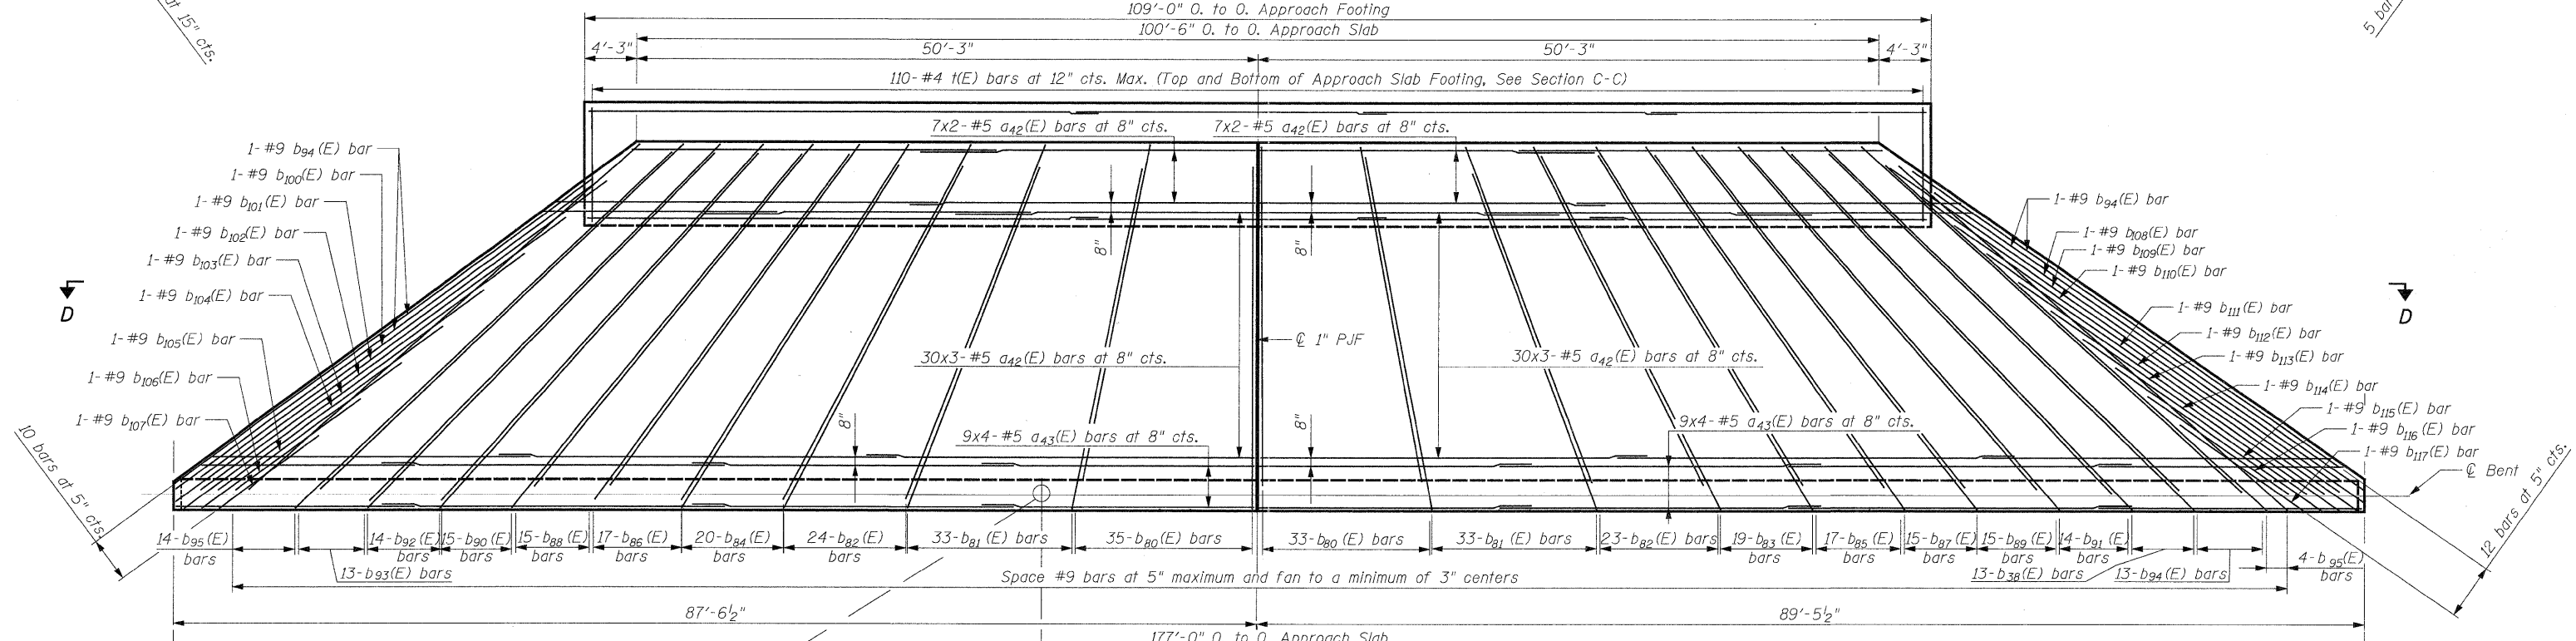 at 15" cts.
5 bar
109'-0" O. to O. Approach Footing
100'-6" O. to O. Approach Slab
4'-3"
50'-3"
50'-3"
4'-3"
110-#4 t(E) bars at 12" cts. Max. (Top and Bottom of Approach Slab Footing, See Section C-C)
7x2-#5 a42(E) bars at 8" cts.
7x2-#5 a42(E) bars at 8" cts.
1-#9 b94(E) bar
1-#9 b100(E) bar
1-#9 b101(E) bar
1-#9 b102(E) bar
1-#9 b103(E) bar
1-#9 b104(E) bar
1-#9 b105(E) bar
1-#9 b106(E) bar
1-#9 b107(E) bar
1-#9 b94(E) bar
1-#9 b108(E) bar
1-#9 b109(E) bar
1-#9 b110(E) bar
1-#9 b111(E) bar
1-#9 b112(E) bar
1-#9 b113(E) bar
1-#9 b114(E) bar
1-#9 b115(E) bar
1-#9 b116(E) bar
1-#9 b117(E) bar
8"
8"
D
D
℄ 1" PJF
30x3-#5 a42(E) bars at 8" cts.
30x3-#5 a42(E) bars at 8" cts.
8"
8"
9x4-#5 a43(E) bars at 8" cts.
9x4-#5 a43(E) bars at 8" cts.
℄ Bent
10 bars at 5" cts.
12 bars at 5" cts.
14-b95(E) bars
13-b93(E) bars
14-b92(E) bars
15-b90(E) bars
15-b88(E) bars
17-b86(E) bars
20-b84(E) bars
24-b82(E) bars
33-b81(E) bars
35-b80(E) bars
33-b80(E) bars
33-b81(E) bars
23-b82(E) bars
19-b83(E) bars
17-b85(E) bars
15-b87(E) bars
15-b89(E) bars
14-b91(E) bars
13-b38(E) bars
13-b94(E) bars
4-b95(E) bars
Space #9 bars at 5" maximum and fan to a minimum of 3" centers
87'-6½"
89'-5½"
177'-0" O. to O. Approach Slab